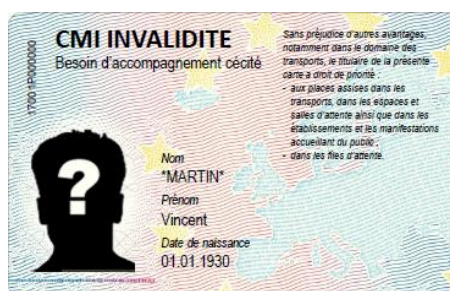 CMI INVALIDITE
Besoin d'accompagnement cécité
17001P000000
Sans préjudice d'autres avantages,
notamment dans le domaine des
transports, le titulaire de la présente
carte a droit de priorité :
- aux places assises dans les
transports, dans les espaces et
salles d'attente ainsi que dans les
établissements et les manifestations
accueillant du public ;
- dans les files d'attente.
?
Nom
*MARTIN*
Prénom
Vincent
Date de naissance
01.01.1930